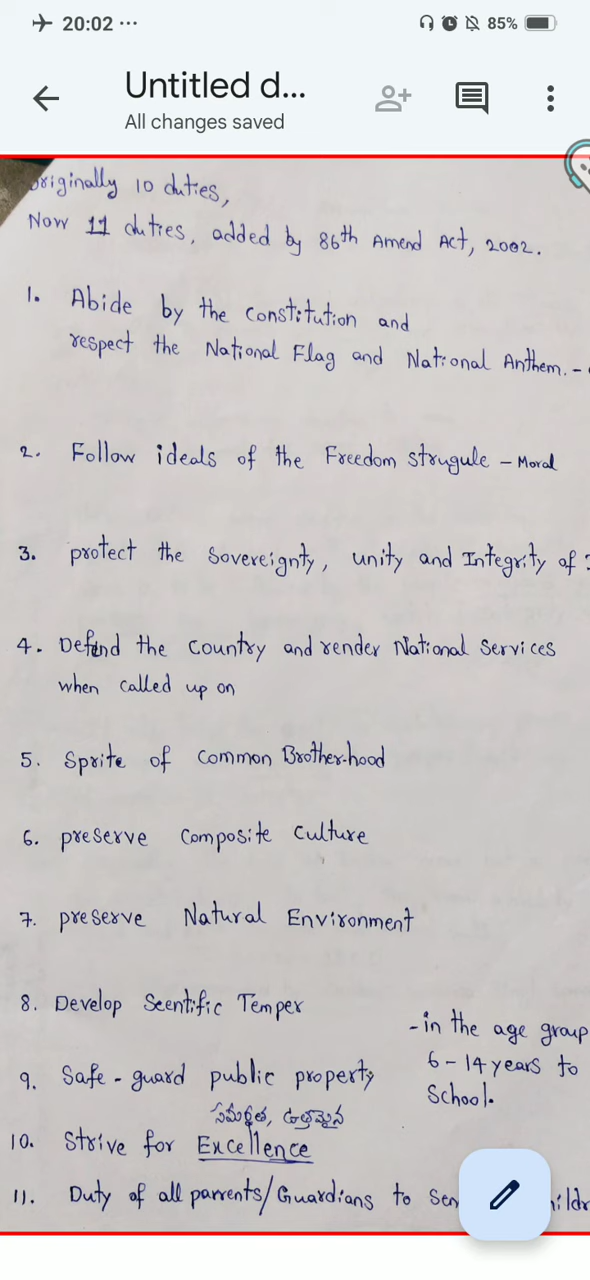 20:02 ...
85%
Untitled d...
All changes saved
originally 10 duties,
Now 11 duties, added by 86th Amend Act, 2002.
1. Abide by the constitution and
respect the National Flag and National Anthem. -
2. Follow ideals of the Freedom strugule - Moral
3. protect the Sovereignty, unity and Integrity of
4. Defend the country and render National Services
when called up on
5. Sprite of common Brother-hood
6. preserve composite culture
7. preserve Natural Environment
8. Develop Scentific Temper
- in the age group
6-14 years to
School.
9. Safe-guard public property
10. Strive for Excellence
11. Duty of all parrents/Guardians to